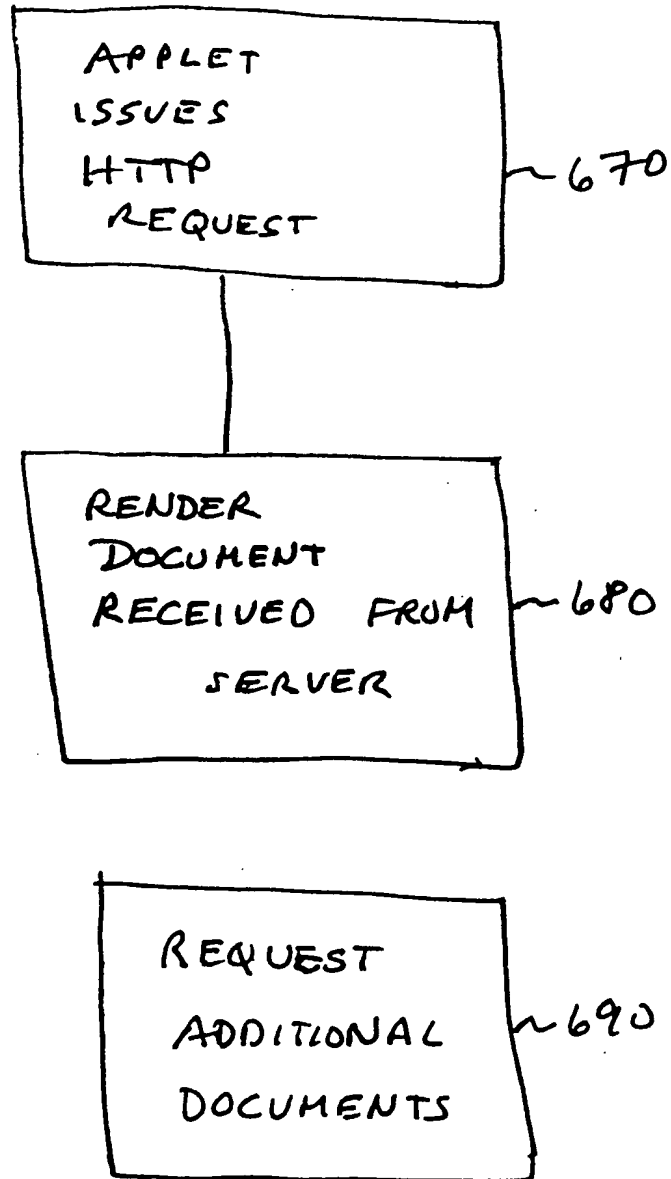 APPLET
ISSUES
HTTP
REQUEST
670
RENDER
DOCUMENT
RECEIVED FROM
SERVER
680
REQUEST
ADDITIONAL
DOCUMENTS
690